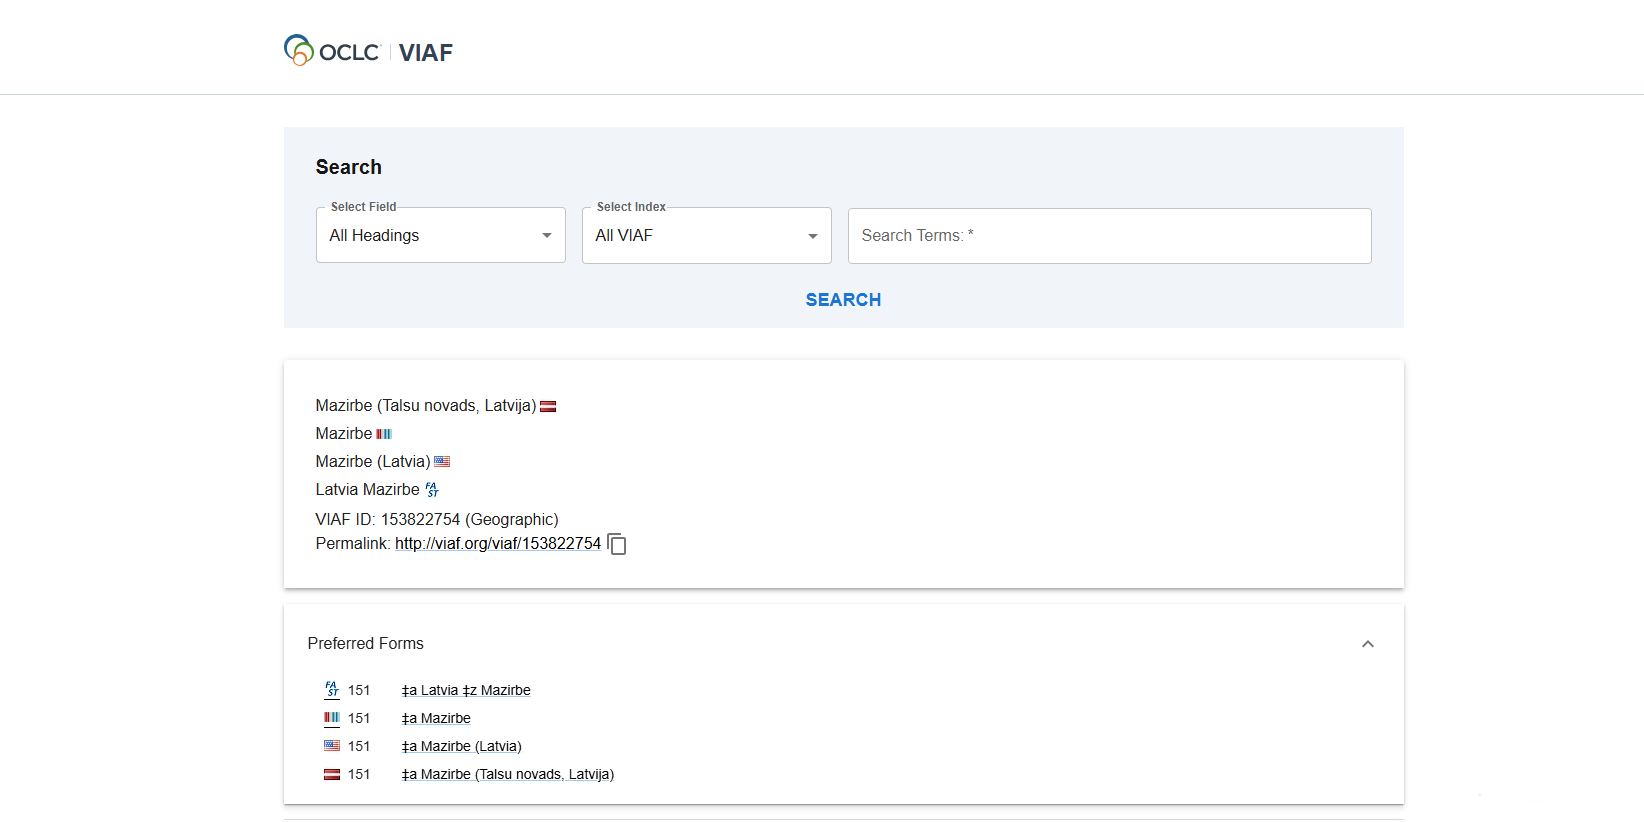 OCLC | VIAF
Search
Select Field
All Headings
Select Index
All VIAF
Search Terms: *
SEARCH
Mazirbe (Talsu novads, Latvija)
Mazirbe
Mazirbe (Latvia)
Latvia Mazirbe FAST
VIAF ID: 153822754 (Geographic)
Permalink: http://viaf.org/viaf/153822754
Preferred Forms
FAST 151 ‡a Latvia ‡z Mazirbe
151 ‡a Mazirbe
151 ‡a Mazirbe (Latvia)
151 ‡a Mazirbe (Talsu novads, Latvija)